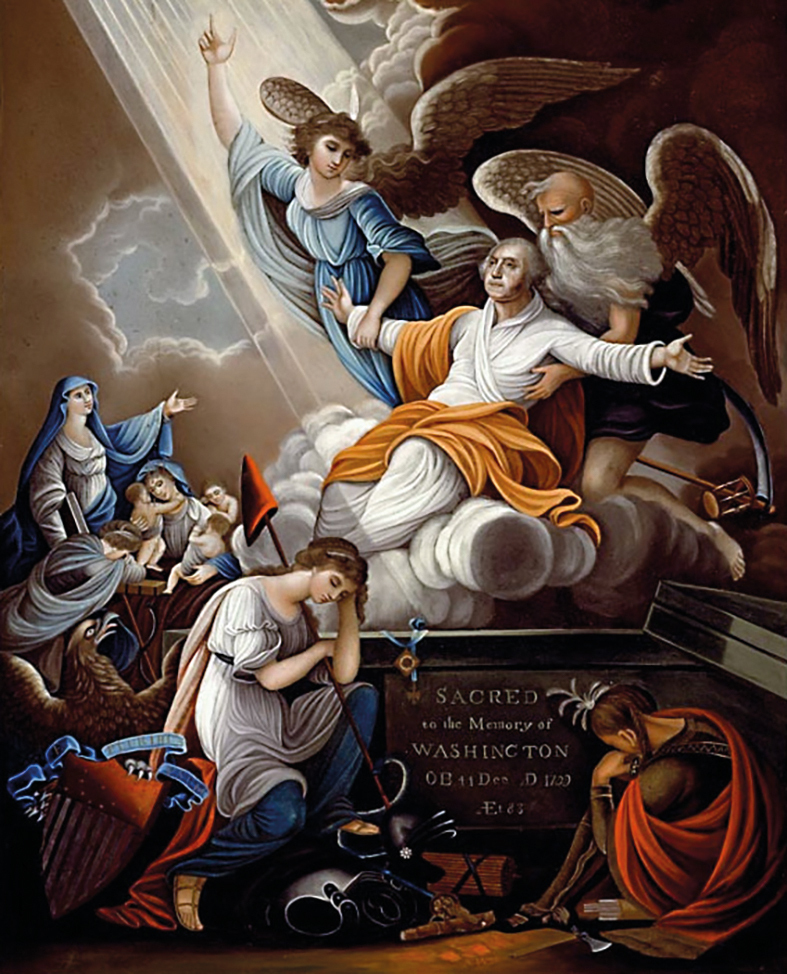 SACRED
to the Memory of
WASHINGTON
OB Dec
Æt